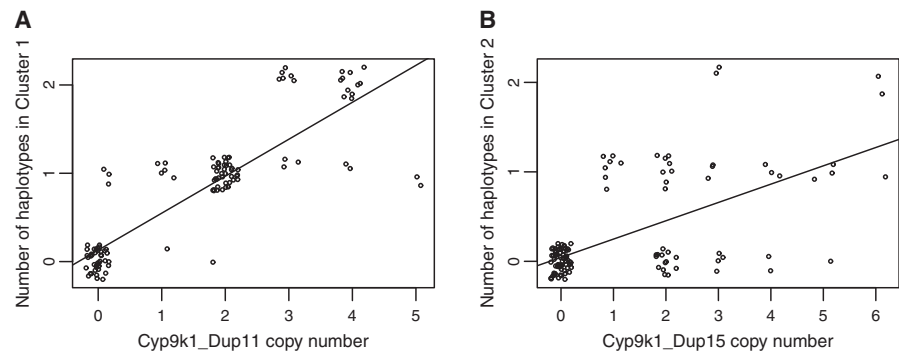 A
Number of haplotypes in Cluster 1
2
1
0
0 1 2 3 4 5
Cyp9k1_Dup11 copy number
B
Number of haplotypes in Cluster 2
2
1
0
0 1 2 3 4 5 6
Cyp9k1_Dup15 copy number